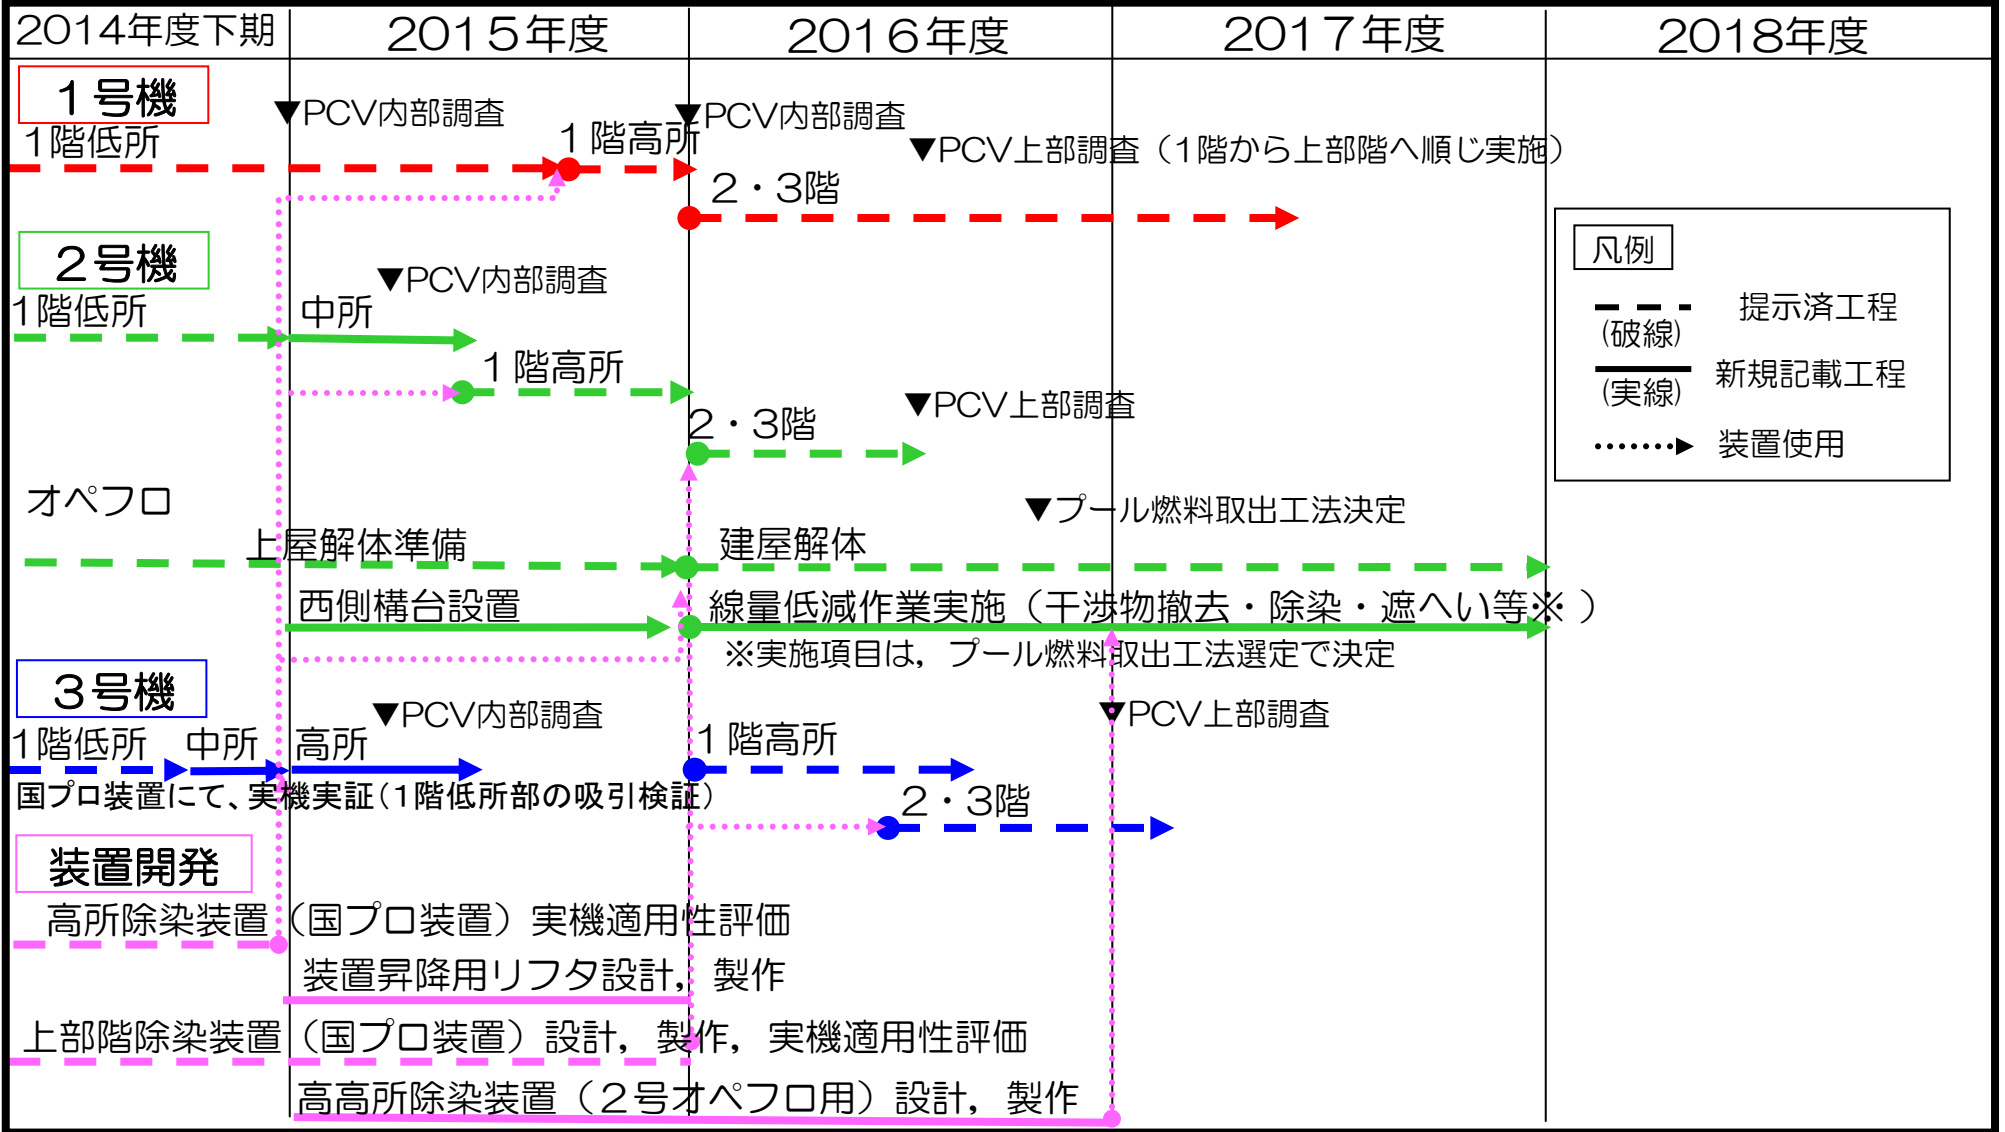 2014年度下期 2015年度 2016年度 2017年度 2018年度
1号機
▼PCV内部調査 ▼PCV内部調査
1階低所 1階高所
▼PCV上部調査（1階から上部階へ順じ実施）
2・3階
2号機
▼PCV内部調査
1階低所 中所
1階高所
▼PCV上部調査
2・3階
オペフロ
▼プール燃料取出工法決定
上屋解体準備 建屋解体
西側構台設置 線量低減作業実施（干渉物撤去・除染・遮へい等※）
※実施項目は，プール燃料取出工法選定で決定
3号機
▼PCV内部調査 ▼PCV上部調査
1階低所 中所 高所 1階高所
国プロ装置にて、実機実証（1階低所部の吸引検証）
2・3階
装置開発
高所除染装置（国プロ装置）実機適用性評価
装置昇降用リフタ設計，製作
上部階除染装置（国プロ装置）設計，製作，実機適用性評価
高高所除染装置（2号オペフロ用）設計，製作
凡例
提示済工程
(破線)
新規記載工程
(実線)
装置使用